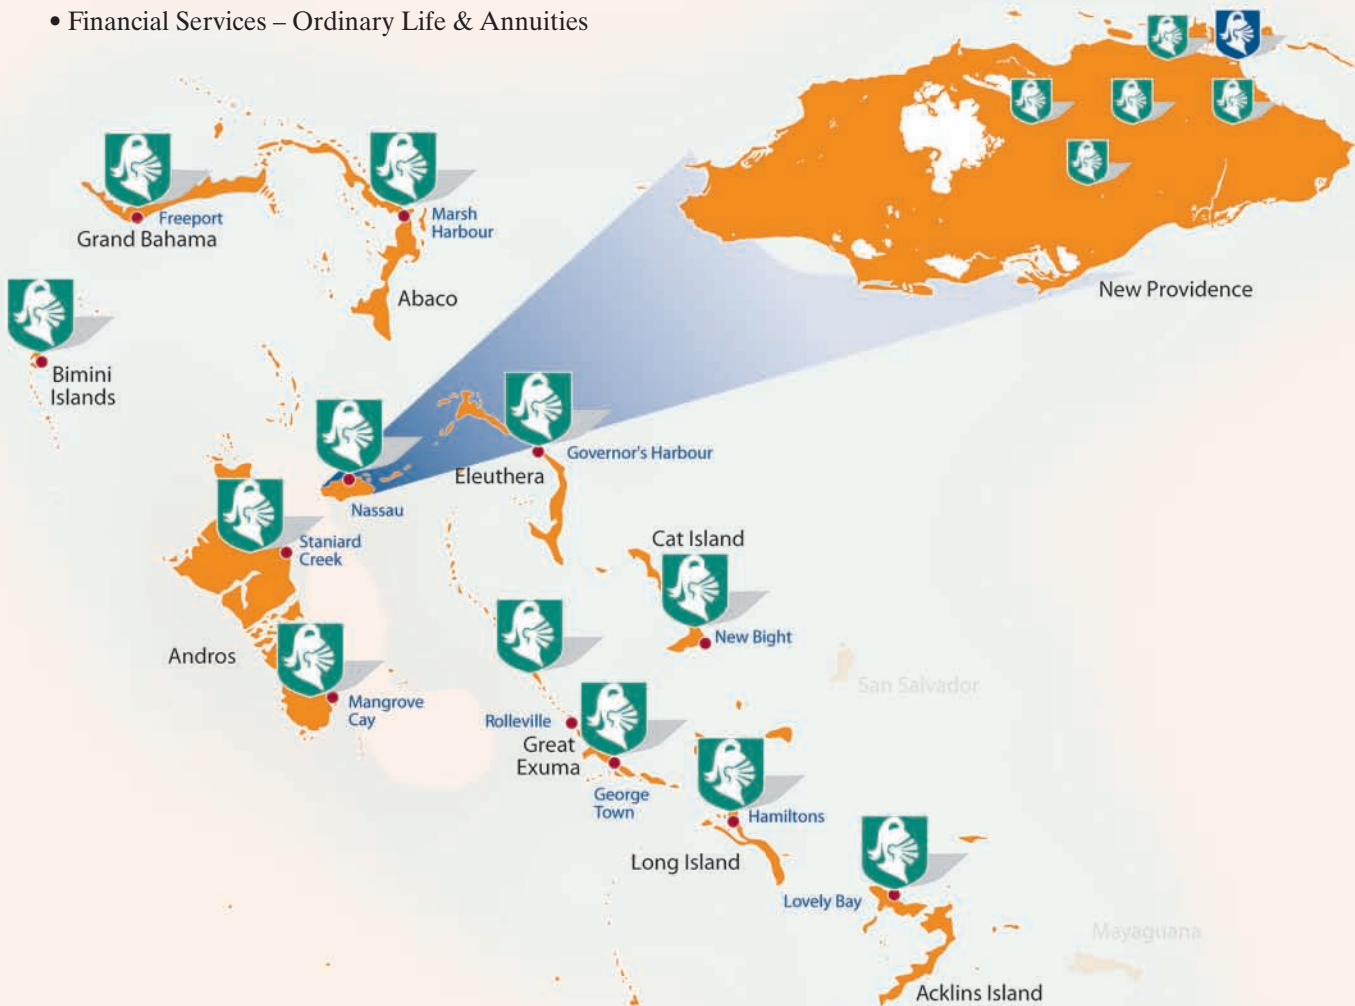 • Financial Services – Ordinary Life & Annuities
Freeport
Grand Bahama
Marsh
Harbour
Abaco
New Providence
Bimini
Islands
Governor's Harbour
Eleuthera
Nassau
Staniard
Creek
Cat Island
New Bight
Andros
Mangrove
Cay
San Salvador
Rolleville
Great
Exuma
George
Town
Hamiltons
Long Island
Lovely Bay
Mayaguana
Acklins Island